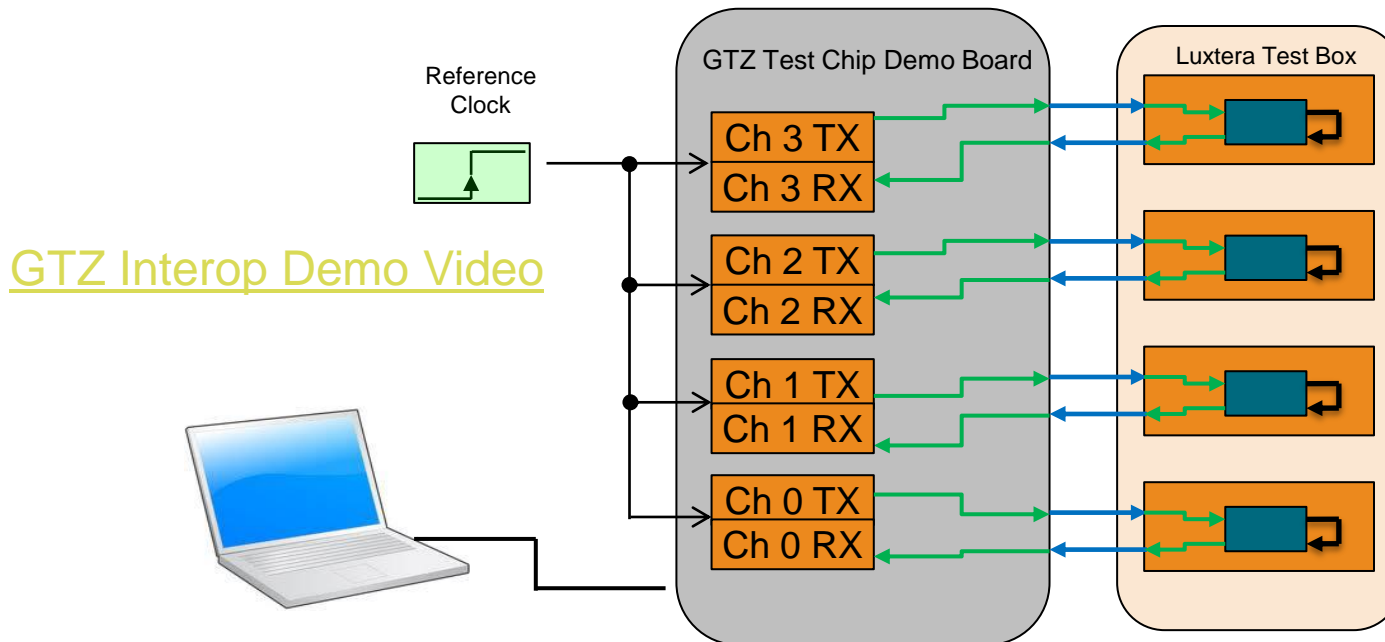 Reference
Clock
GTZ Interop Demo Video
GTZ Test Chip Demo Board
Ch 3 TX
Ch 3 RX
Ch 2 TX
Ch 2 RX
Ch 1 TX
Ch 1 RX
Ch 0 TX
Ch 0 RX
Luxtera Test Box